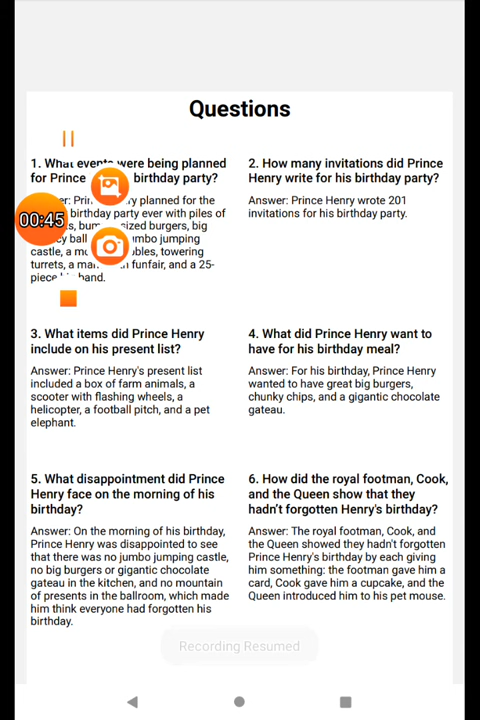 Questions
1. What events were being planned
for Prince birthday party?
planned for the
birthday party ever with piles of
sized burgers, big
jumbo jumping
castle, a towering
turrets, a funfair, and a 25-
piece band.
00:45
2. How many invitations did Prince
Henry write for his birthday party?
Answer: Prince Henry wrote 201
invitations for his birthday party.
3. What items did Prince Henry
include on his present list?
Answer: Prince Henry's present list
included a box of farm animals, a
scooter with flashing wheels, a
helicopter, a football pitch, and a pet
elephant.
4. What did Prince Henry want to
have for his birthday meal?
Answer: For his birthday, Prince Henry
wanted to have great big burgers,
chunky chips, and a gigantic chocolate
gateau.
5. What disappointment did Prince
Henry face on the morning of his
birthday?
Answer: On the morning of his birthday,
Prince Henry was disappointed to see
that there was no jumbo jumping castle,
no big burgers or gigantic chocolate
gateau in the kitchen, and no mountain
of presents in the ballroom, which made
him think everyone had forgotten his
birthday.
6. How did the royal footman, Cook,
and the Queen show that they
hadn't forgotten Henry's birthday?
Answer: The royal footman, Cook, and
the Queen showed they hadn't forgotten
Prince Henry's birthday by each giving
him something: the footman gave him a
card, Cook gave him a cupcake, and the
Queen introduced him to his pet mouse.
Recording Resumed